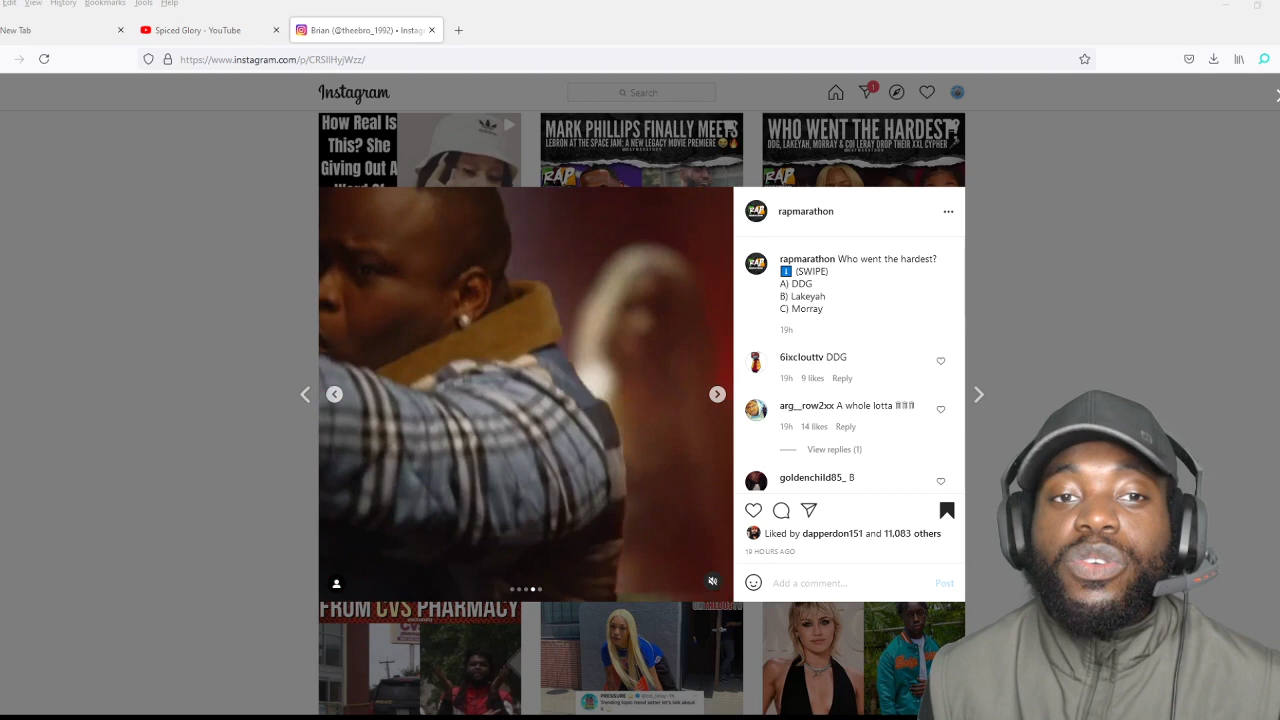 Edit View History Bookmarks Tools Help
New Tab
Spiced Glory - YouTube
Brian (@theebro_1992) • Instag
https://www.instagram.com/p/CRSIlHyjWzz/
Instagram
Search
1
How Real Is
This? She
Giving Out A
MARK PHILLIPS FINALLY MEETS
LEBRON AT THE SPACE JAM: A NEW LEGACY MOVIE PREMIERE
RAP
WHO WENT THE HARDEST?
DDG, LAKEYAH, MORRAY & COI LERAY DROP THEIR XXL CYPHER
RAP
rapmarathon
rapmarathon Who went the hardest?
⬇️ (SWIPE)
A) DDG
B) Lakeyah
C) Morray
19h
6ixclouttv DDG
19h 9 likes Reply
arg__row2xx A whole lotta 🗑🗑🗑
19h 14 likes Reply
View replies (1)
goldenchild85_ B
Liked by dapperdon151 and 11,083 others
19 HOURS AGO
Add a comment... Post
FROM CVS PHARMACY
PRESSURE